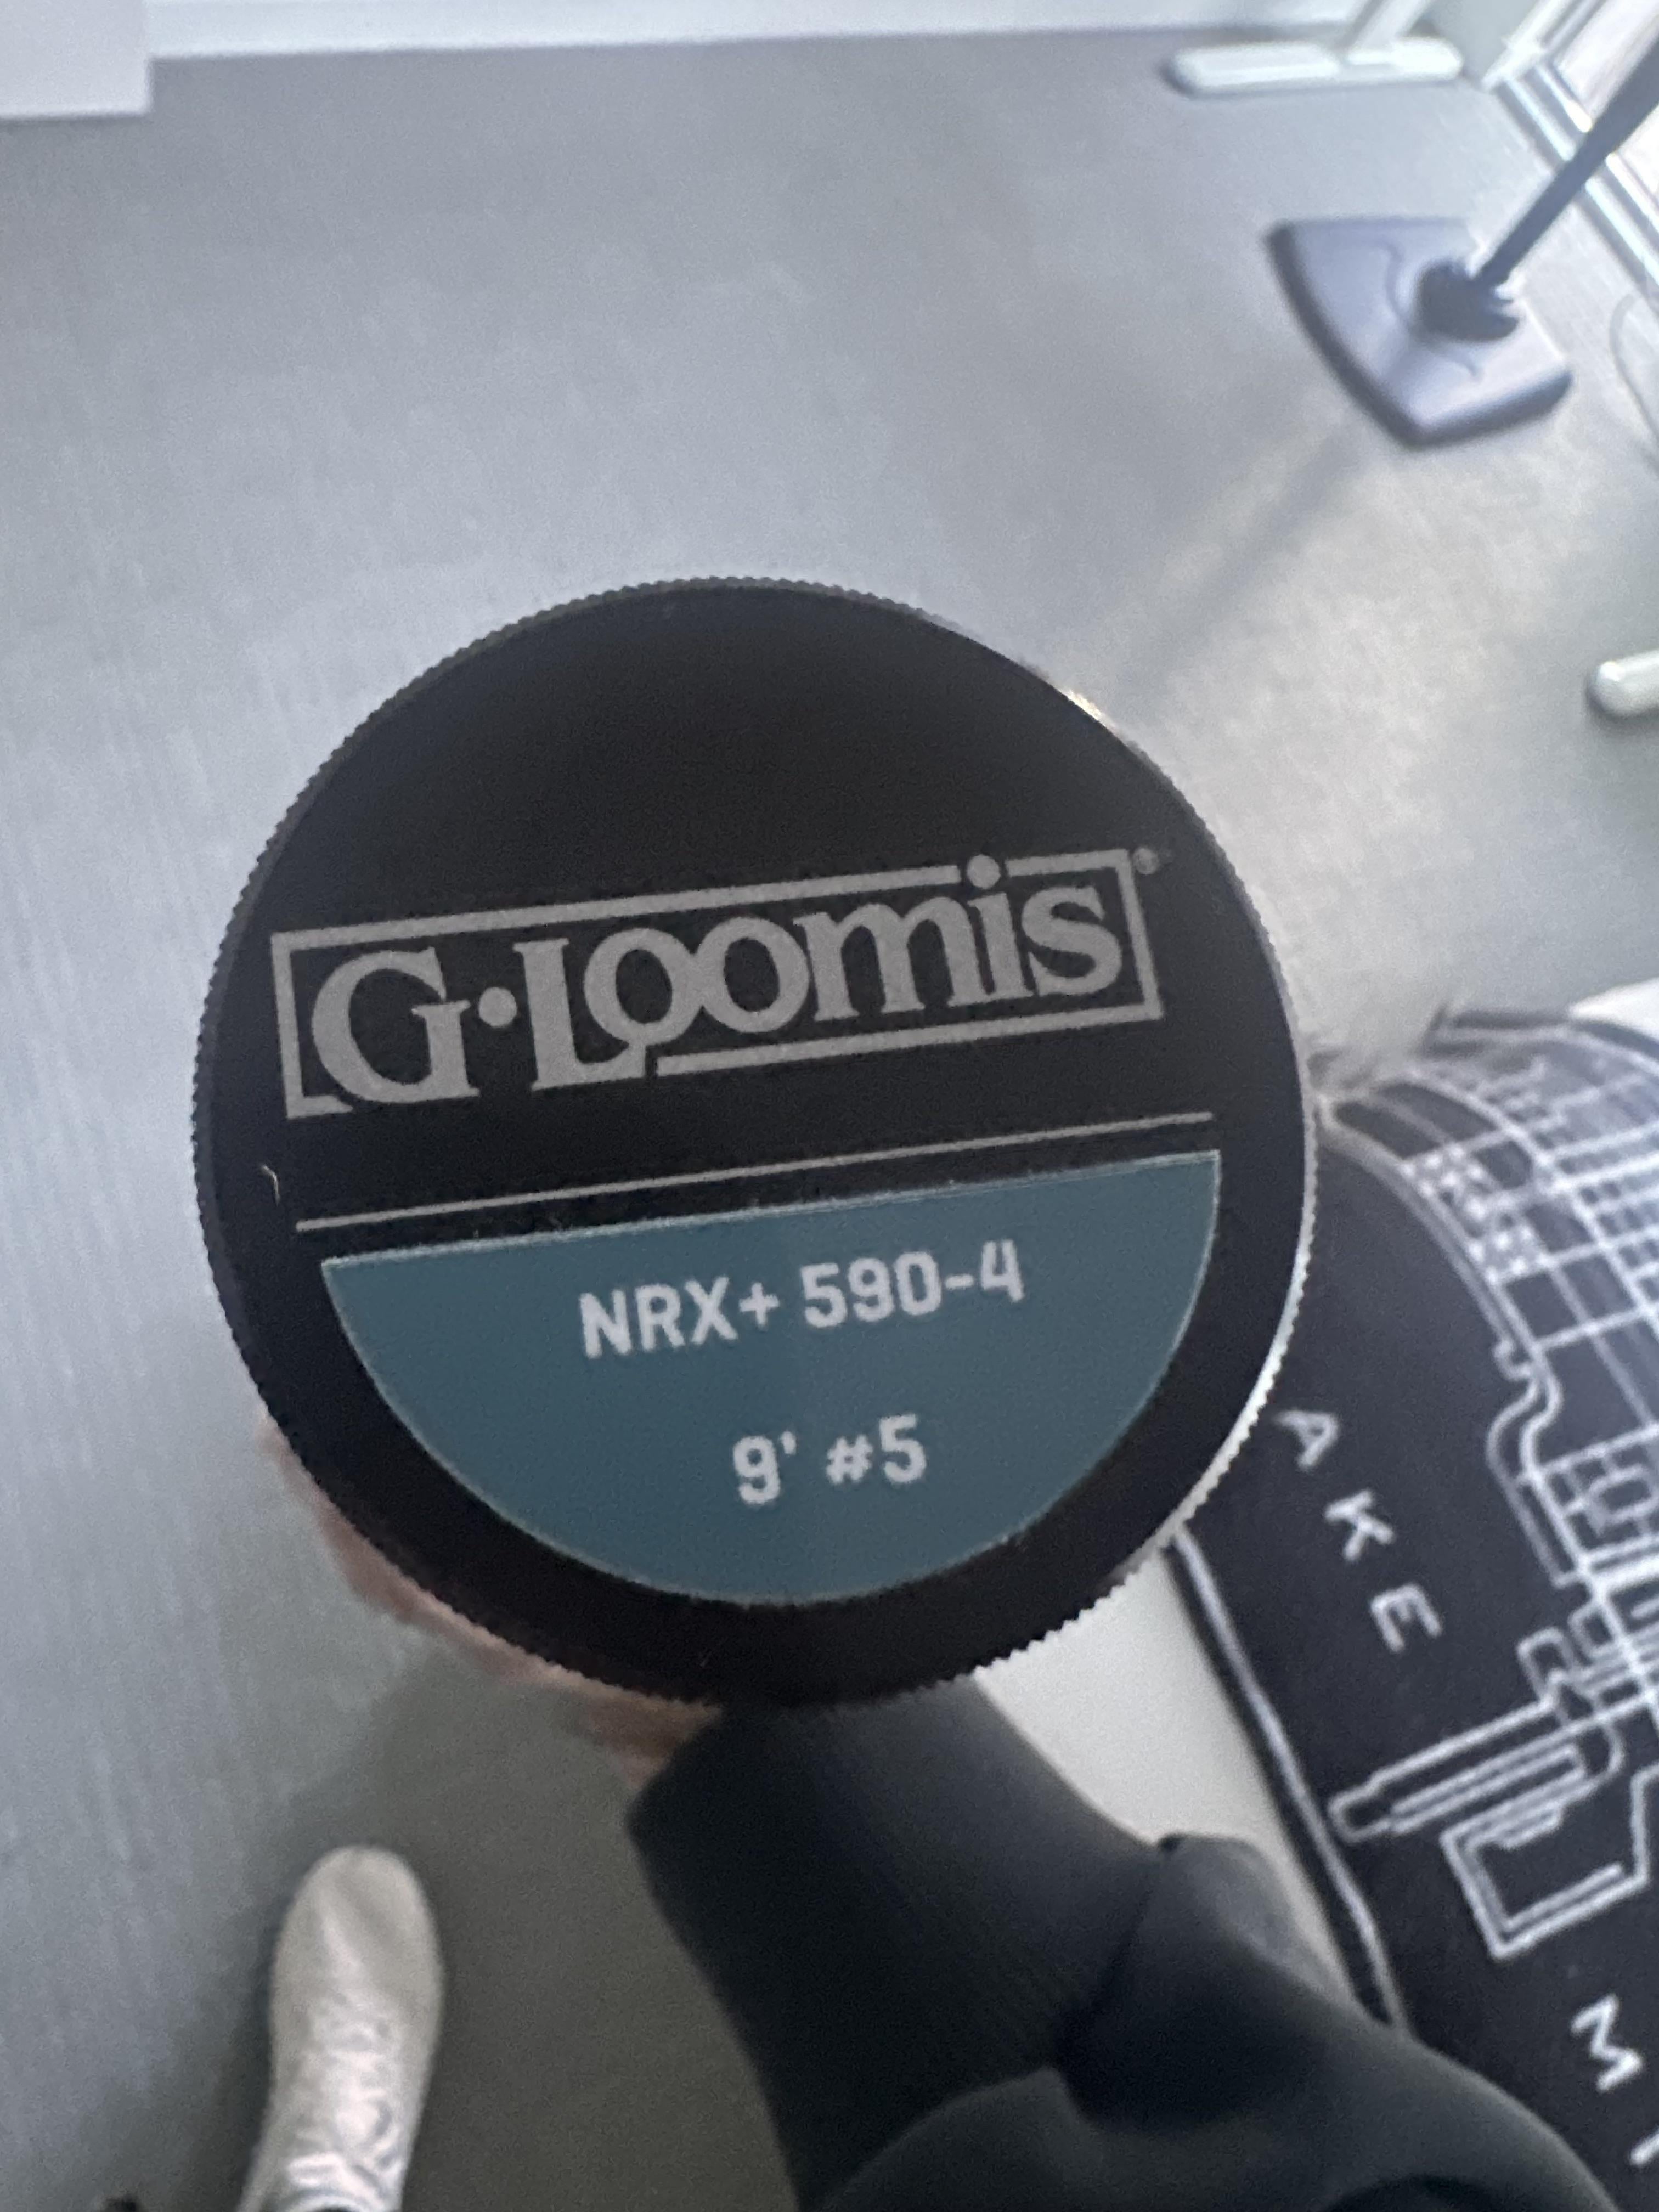 G·Loomis
NRX+ 590-4
9' #5
AKE
M